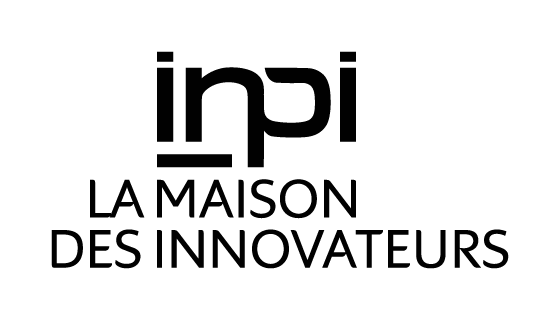 inpi
LA MAISON
DES INNOVATEURS